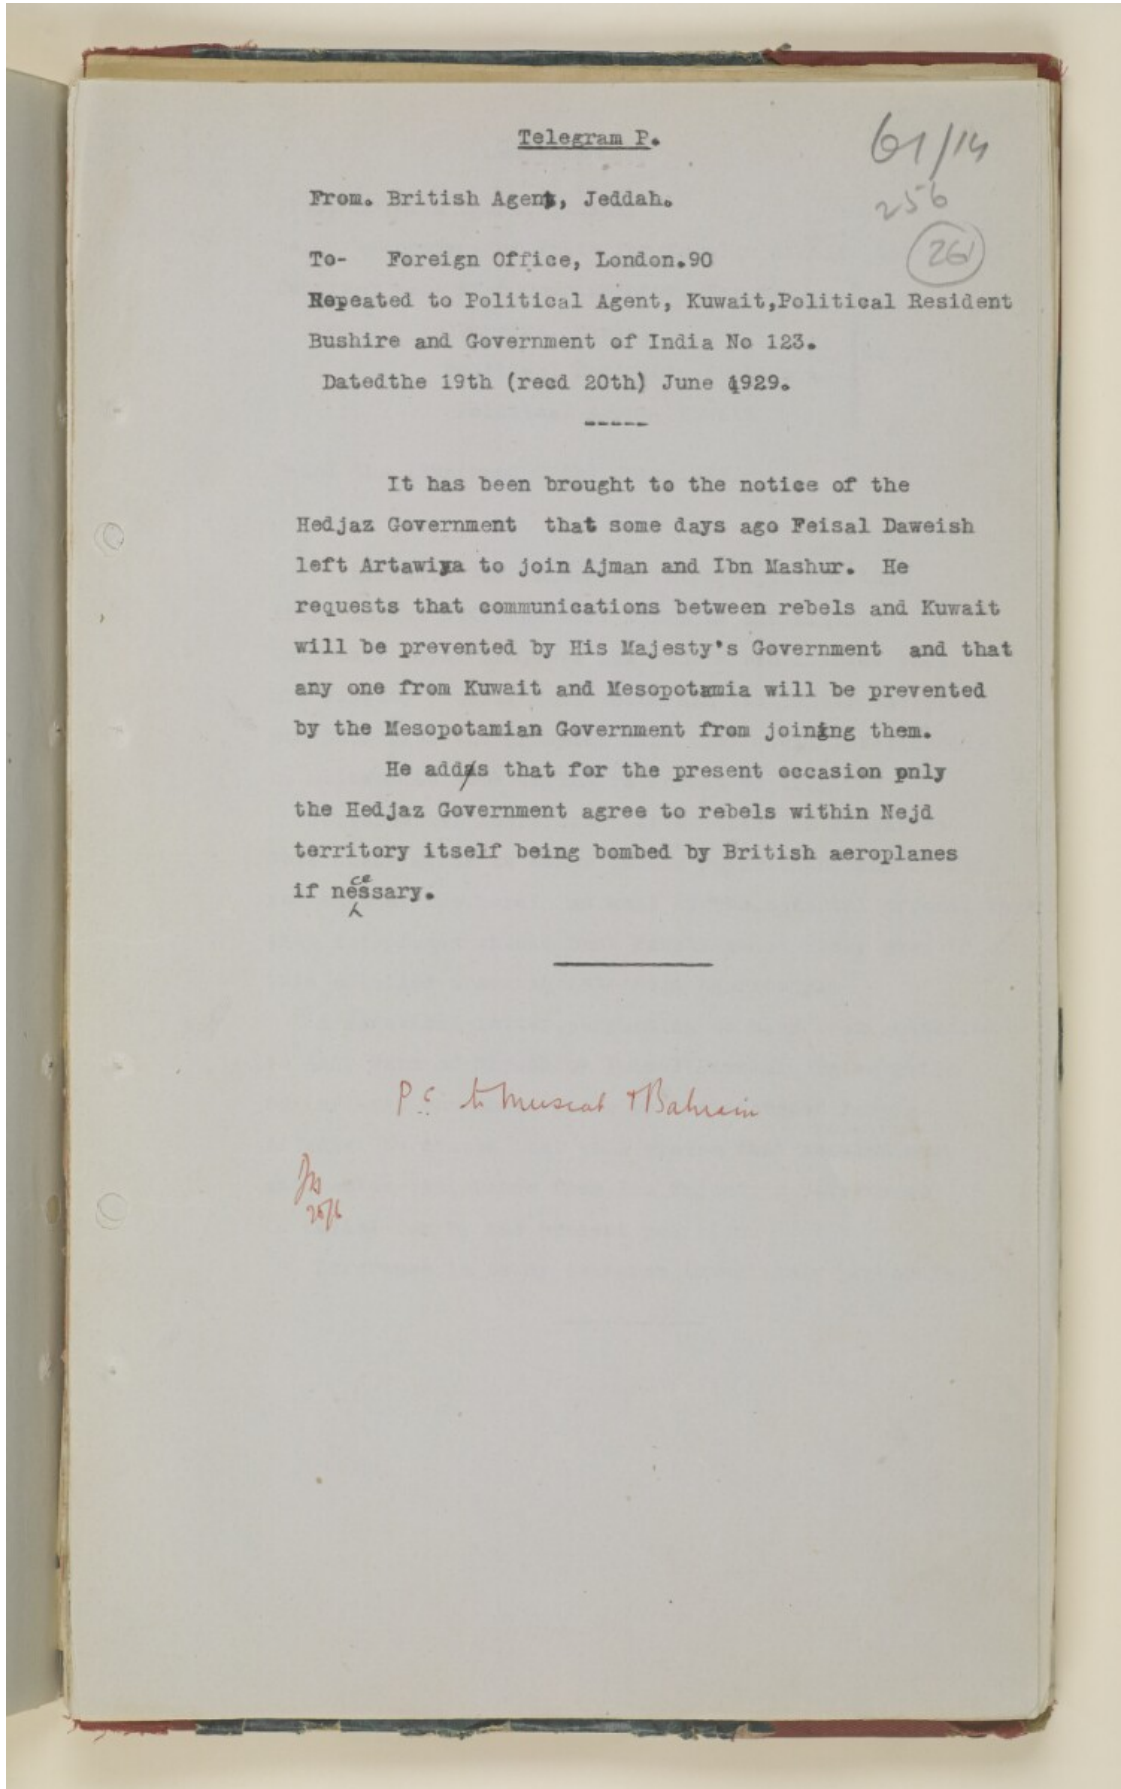 Telegram P.
61/14
From. British Agent, Jeddah.
256
To- Foreign Office, London.90
261
Repeated to Political Agent, Kuwait,Political Resident
Bushire and Government of India No 123.
Datedthe 19th (recd 20th) June 1929.
-----
It has been brought to the notice of the
Hedjaz Government that some days ago Feisal Daweish
left Artawiya to join Ajman and Ibn Mashur. He
requests that communications between rebels and Kuwait
will be prevented by His Majesty's Government and that
any one from Kuwait and Mesopotamia will be prevented
by the Mesopotamian Government from joining them.
He adds that for the present occasion pnly
the Hedjaz Government agree to rebels within Nejd
territory itself being bombed by British aeroplanes
if necessary.
P.C. to Muscat & Bahrain